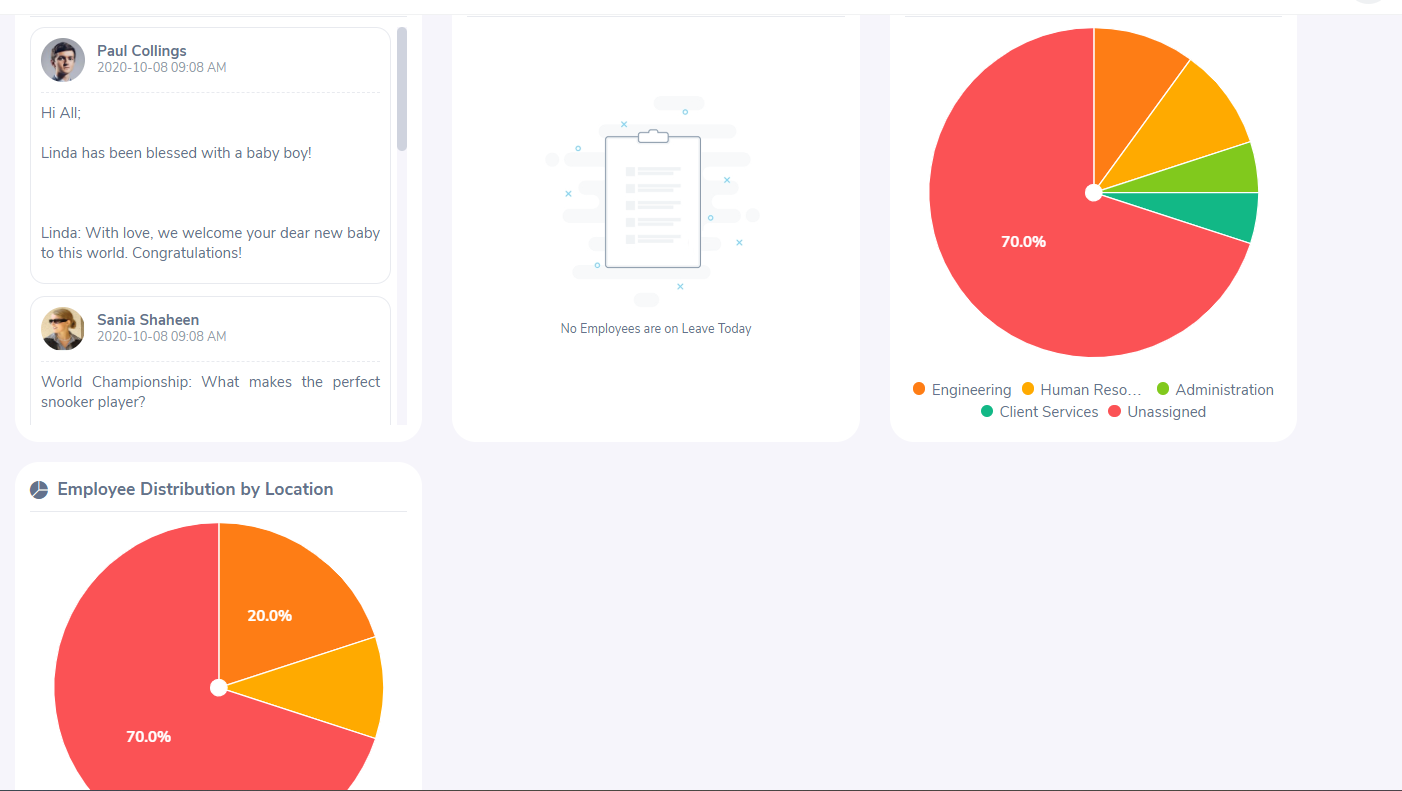 Paul Collings
2020-10-08 09:08 AM
Hi All;
Linda has been blessed with a baby boy!
Linda: With love, we welcome your dear new baby
to this world. Congratulations!
Sania Shaheen
2020-10-08 09:08 AM
World Championship: What makes the perfect
snooker player?
No Employees are on Leave Today
70.0%
Engineering
Human Reso…
Administration
Client Services
Unassigned
Employee Distribution by Location
20.0%
70.0%